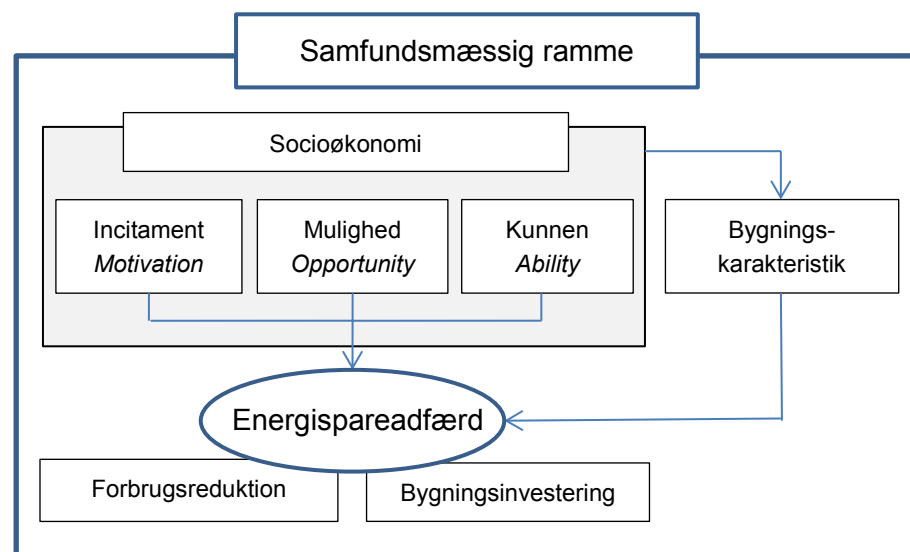 Samfundsmæssig ramme
Socioøkonomi
Incitament
Motivation
Mulighed
Opportunity
Kunnen
Ability
Bygnings-
karakteristik
Energispareadfærd
Forbrugsreduktion
Bygningsinvestering